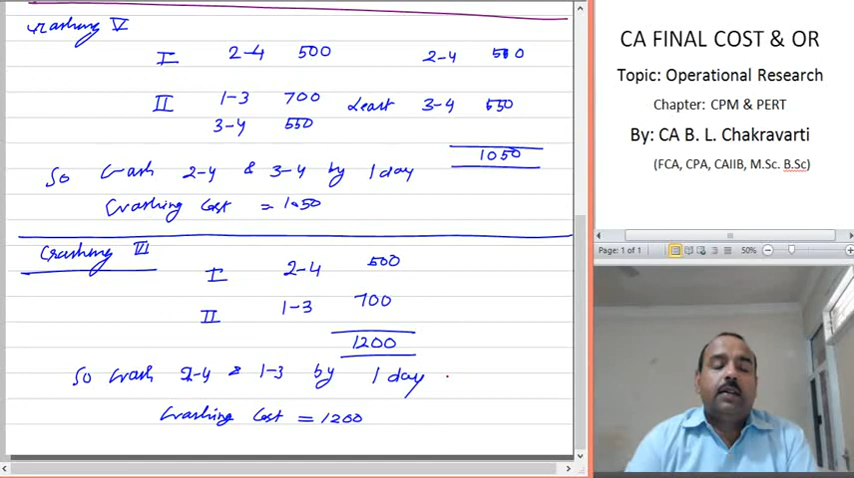 Crashing V
I 2-4 500 2-4 500
II 1-3 700 Least 3-4 550
3-4 550
1050
So Crash 2-4 & 3-4 by 1 day
Crashing Cost = 1050
Crashing VI
I 2-4 500
II 1-3 700
1200
So Crash 2-4 & 1-3 by 1 day
Crashing Cost = 1200
CA FINAL COST & OR
Topic: Operational Research
Chapter: CPM & PERT
By: CA B. L. Chakravarti
(FCA, CPA, CAIIB, M.Sc. B.Sc)
Page: 1 of 1 50%